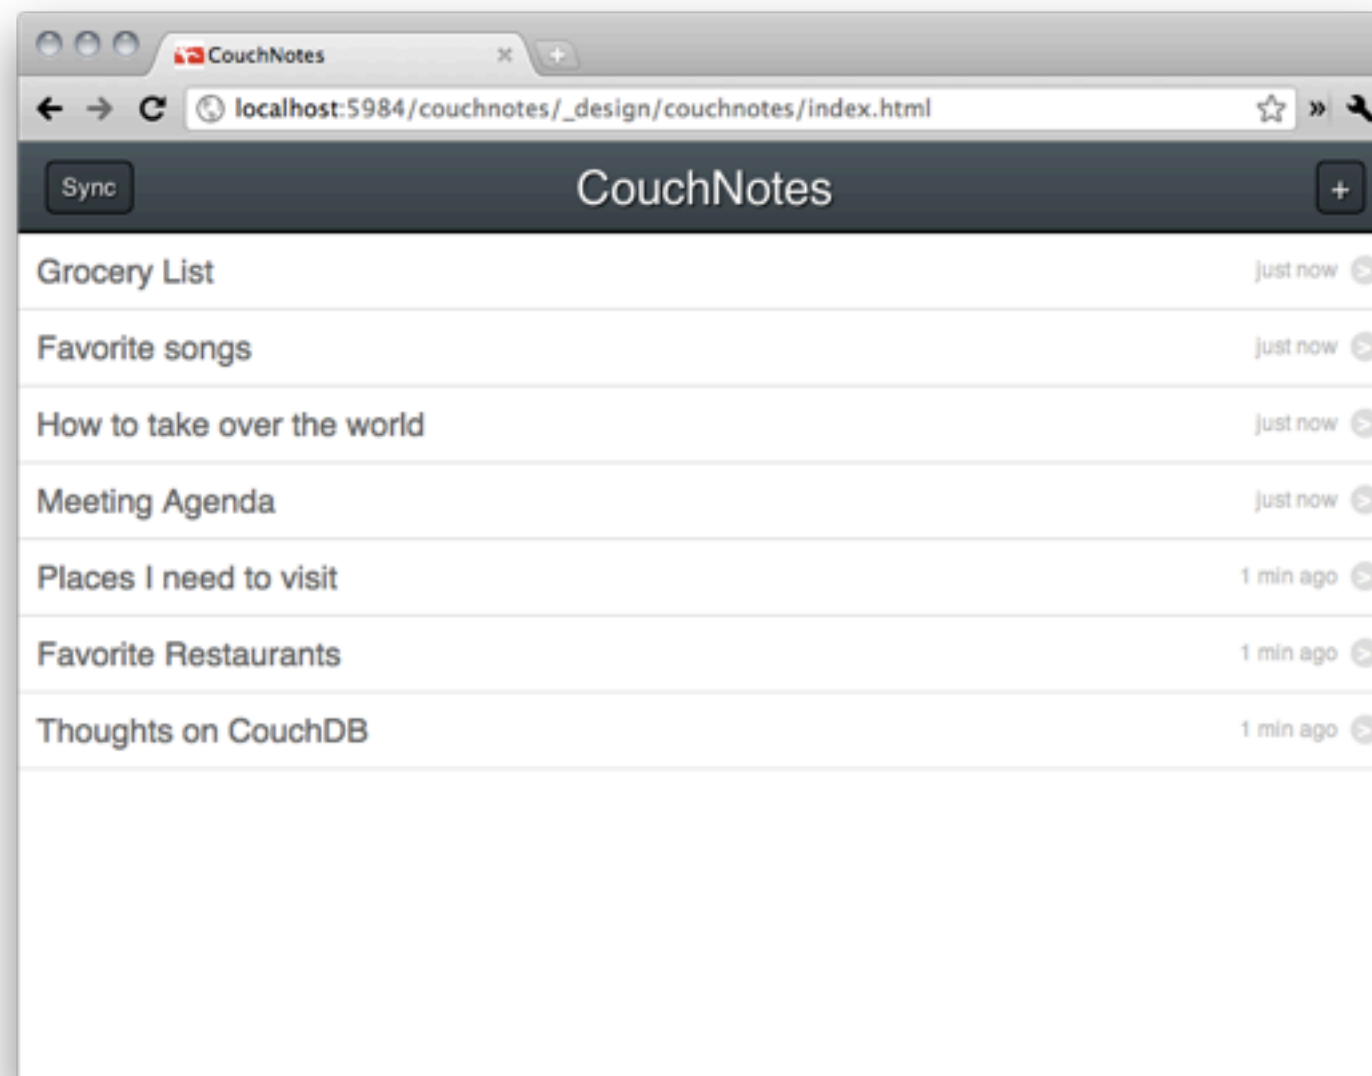 CouchNotes
localhost:5984/couchnotes/_design/couchnotes/index.html
Sync CouchNotes +
Grocery List just now
Favorite songs just now
How to take over the world just now
Meeting Agenda just now
Places I need to visit 1 min ago
Favorite Restaurants 1 min ago
Thoughts on CouchDB 1 min ago